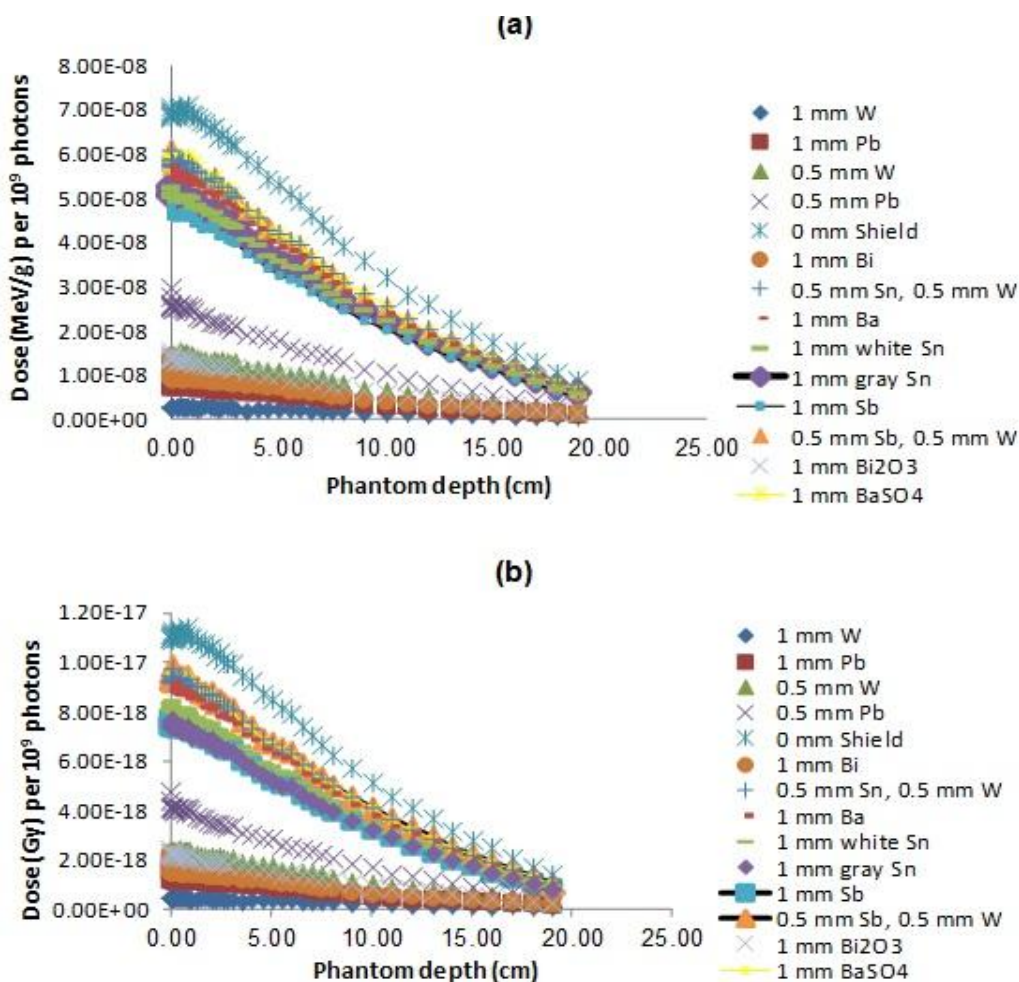 (a)
Dose (MeV/g) per 10⁹ photons
8.00E-08
7.00E-08
6.00E-08
5.00E-08
4.00E-08
3.00E-08
2.00E-08
1.00E-08
0.00E+00
0.00 5.00 10.00 15.00 20.00 25.00
Phantom depth (cm)
1 mm W
1 mm Pb
0.5 mm W
0.5 mm Pb
0 mm Shield
1 mm Bi
0.5 mm Sn, 0.5 mm W
1 mm Ba
1 mm white Sn
1 mm gray Sn
1 mm Sb
0.5 mm Sb, 0.5 mm W
1 mm Bi2O3
1 mm BaSO4
(b)
Dose (Gy) per 10⁹ photons
1.20E-17
1.00E-17
8.00E-18
6.00E-18
4.00E-18
2.00E-18
0.00E+00
0.00 5.00 10.00 15.00 20.00 25.00
Phantom depth (cm)
1 mm W
1 mm Pb
0.5 mm W
0.5 mm Pb
0 mm Shield
1 mm Bi
0.5 mm Sn, 0.5 mm W
1 mm Ba
1 mm white Sn
1 mm gray Sn
1 mm Sb
0.5 mm Sb, 0.5 mm W
1 mm Bi2O3
1 mm BaSO4